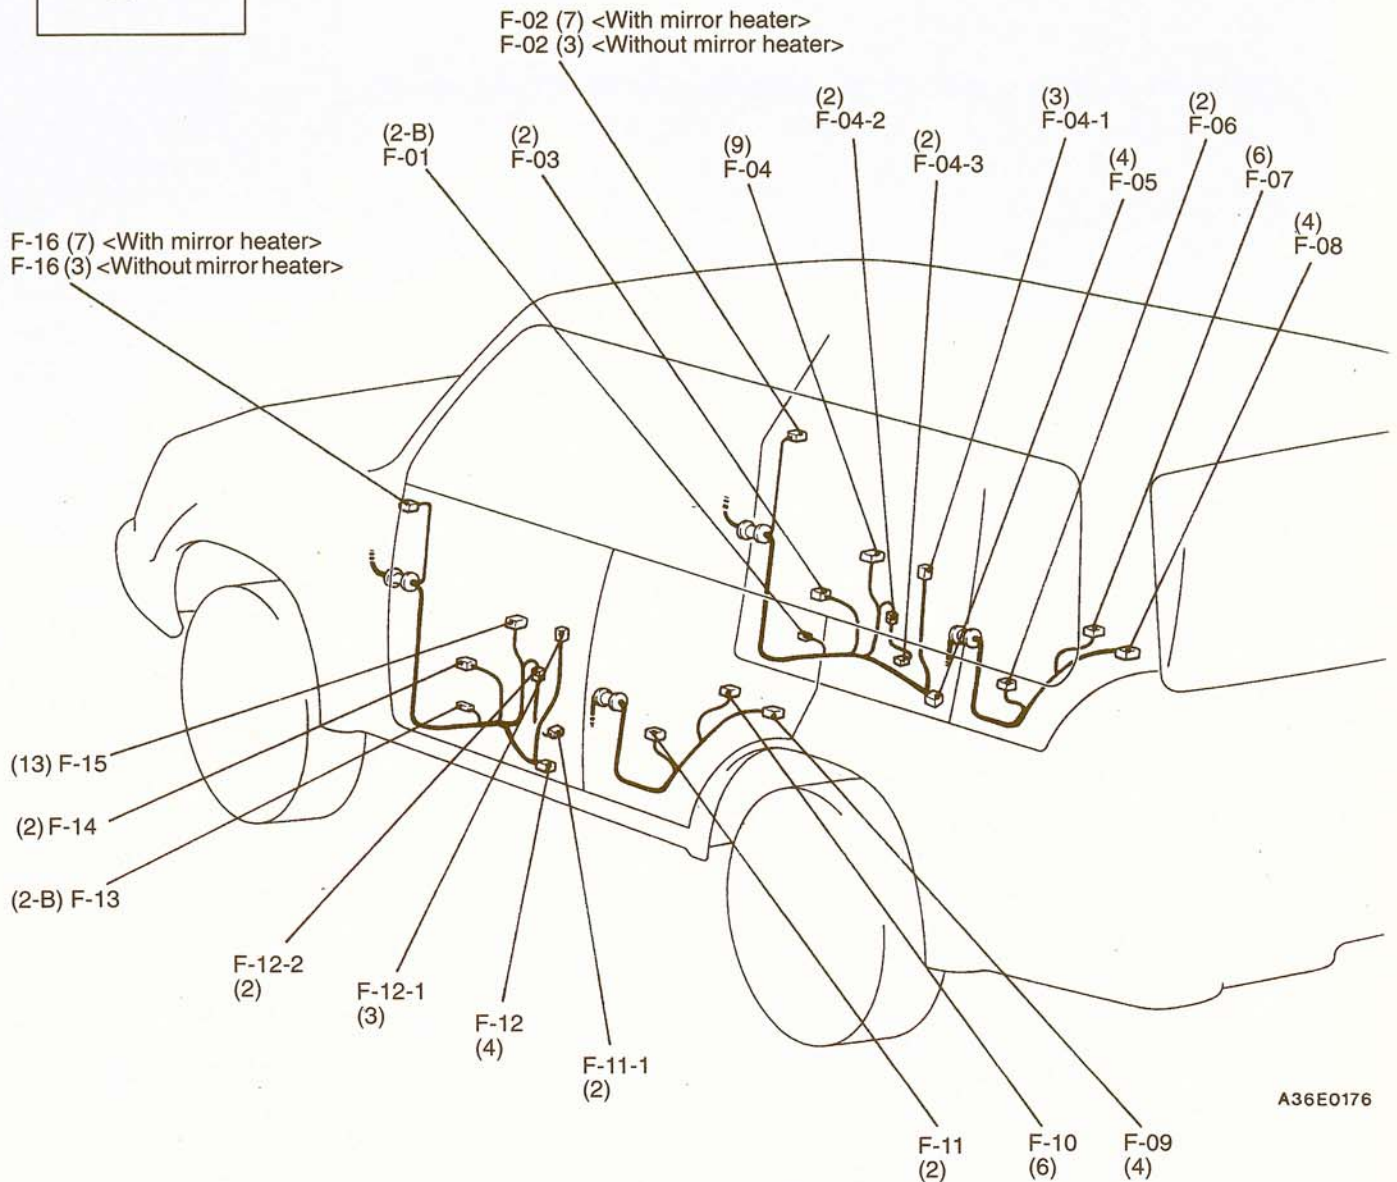 F-02 (7) <With mirror heater>
F-02 (3) <Without mirror heater>
(2)
F-04-2
(3)
F-04-1
(2)
F-06
(2-B)
F-01
(2)
F-03
(9)
F-04
(2)
F-04-3
(4)
F-05
(6)
F-07
(4)
F-08
F-16 (7) <With mirror heater>
F-16 (3) <Without mirror heater>
(13) F-15
(2) F-14
(2-B) F-13
F-12-2
(2)
F-12-1
(3)
F-12
(4)
F-11-1
(2)
A36E0176
F-11
(2)
F-10
(6)
F-09
(4)